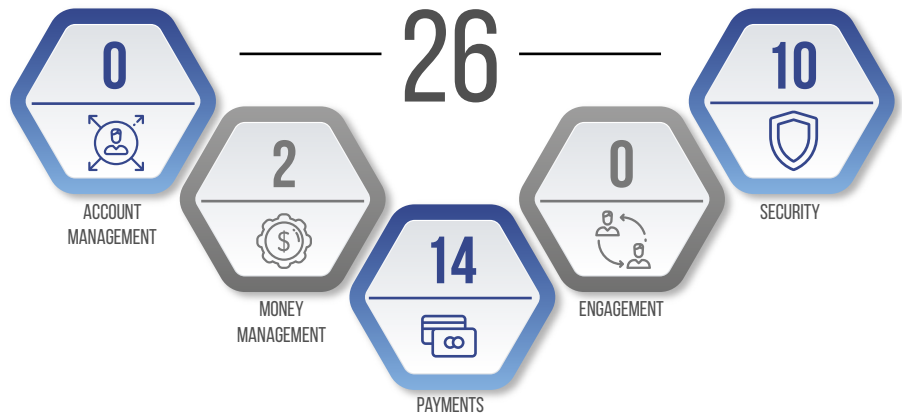 26
0
ACCOUNT
MANAGEMENT
2
$
MONEY
MANAGEMENT
14
PAYMENTS
0
ENGAGEMENT
10
SECURITY